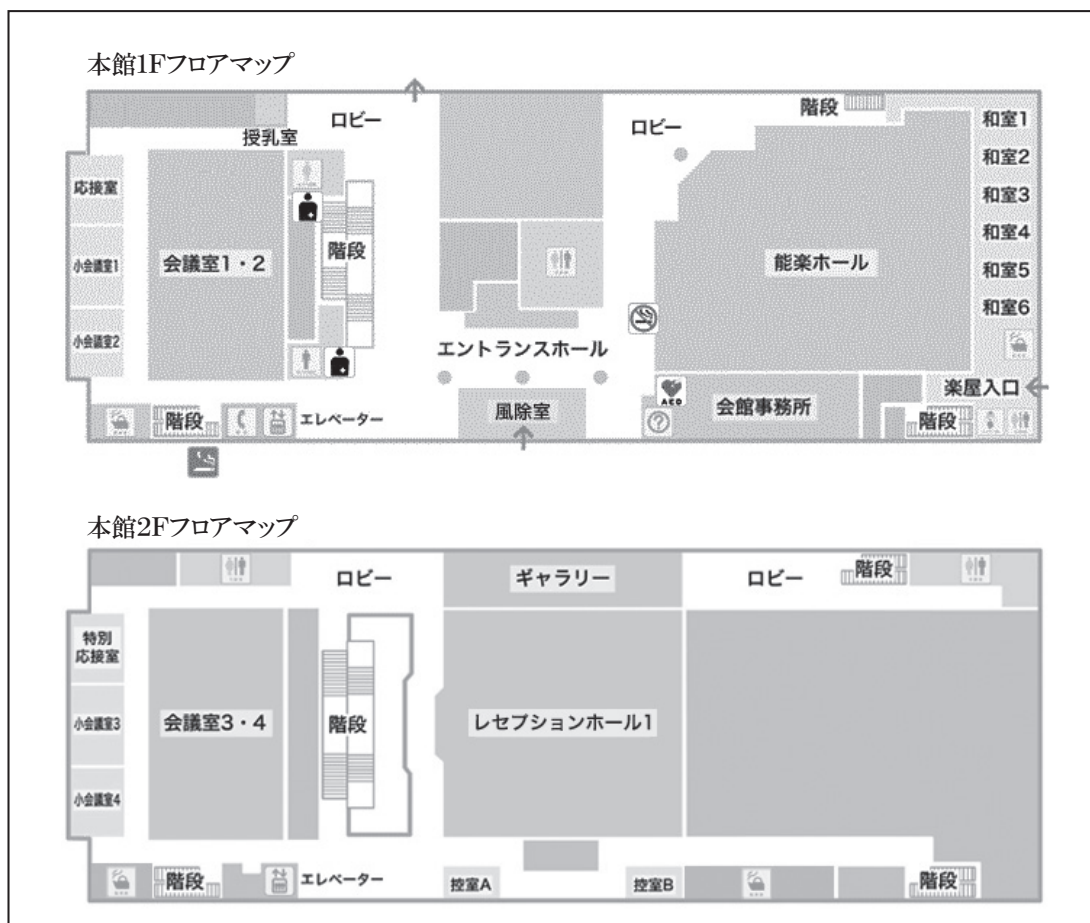 本館1Fフロアマップ
階段
ロビー
ロビー
和室1
授乳室
和室2
応接室
和室3
和室4
階段
会議室1・2
能楽ホール
小会議室1
和室5
和室6
小会議室2
エントランスホール
楽屋入口
AED
会館事務所
風除室
階段
エレベーター
?
階段
本館2Fフロアマップ
ロビー
ギャラリー
ロビー
階段
特別
応接室
小会議室3
会議室3・4
階段
レセプションホール1
小会議室4
階段
エレベーター
控室A
控室B
階段